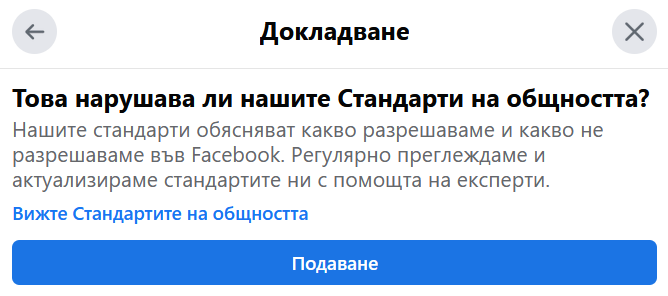 Докладване
Това нарушава ли нашите Стандарти на общността?
Нашите стандарти обясняват какво разрешаваме и какво не
разрешаваме във Facebook. Регулярно преглеждаме и
актуализираме стандартите ни с помощта на експерти.
Вижте Стандартите на общността
Подаване